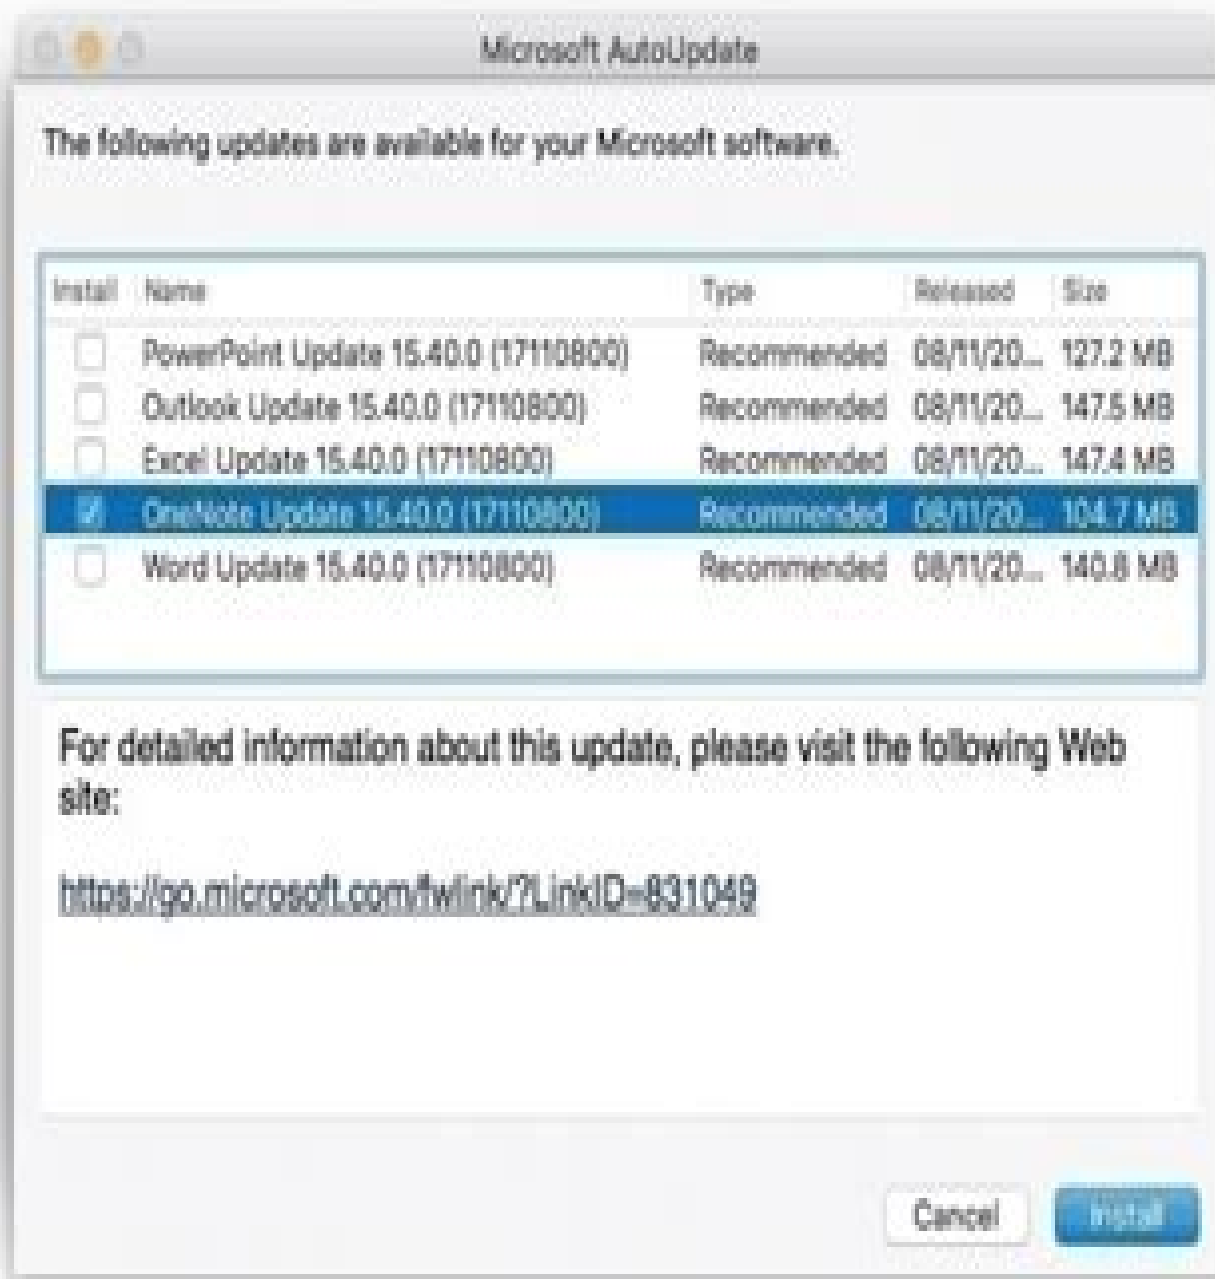 Microsoft AutoUpdate
The following updates are available for your Microsoft software.
Install Name Type Released Size
PowerPoint Update 15.40.0 (17110800) Recommended 08/11/20... 127.2 MB
Outlook Update 15.40.0 (17110800) Recommended 08/11/20... 147.5 MB
Excel Update 15.40.0 (17110800) Recommended 08/11/20... 147.4 MB
OneNote Update 15.40.0 (17110800) Recommended 08/11/20... 104.7 MB
Word Update 15.40.0 (17110800) Recommended 08/11/20... 140.8 MB
For detailed information about this update, please visit the following Web
site:
https://go.microsoft.com/fwlink/?LinkID=831049
Cancel Install